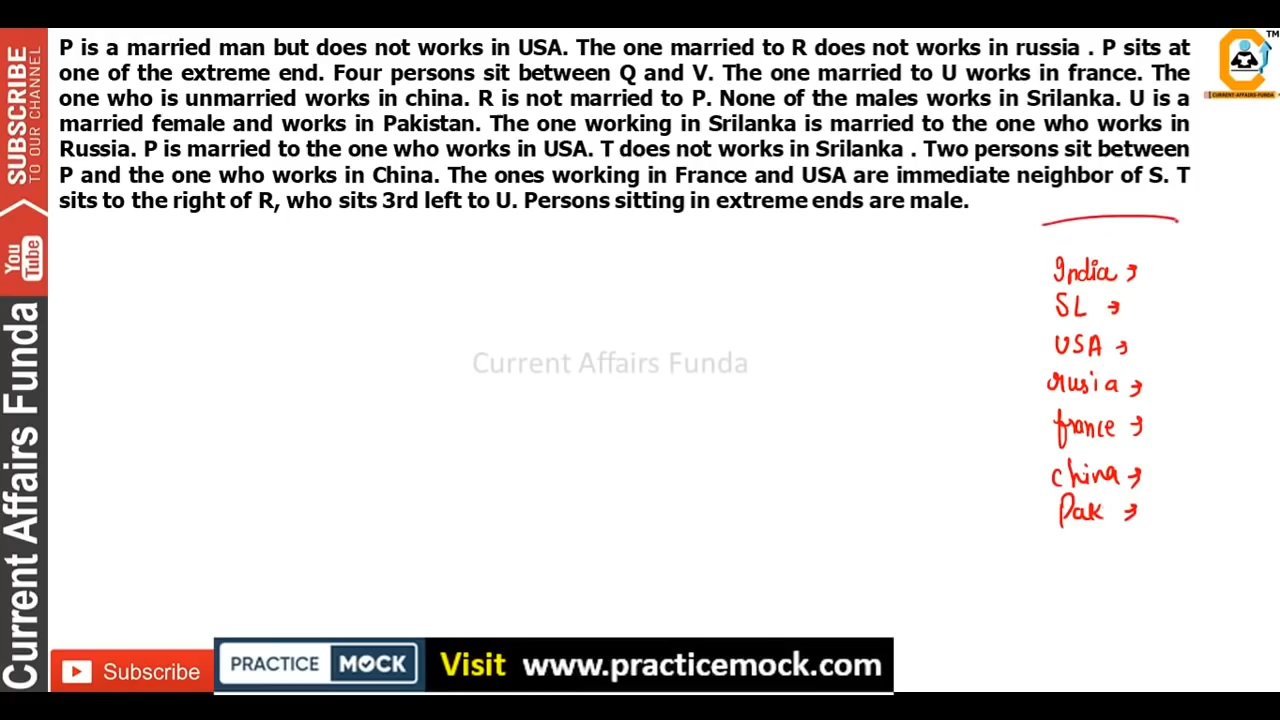 P is a married man but does not works in USA. The one married to R does not works in russia . P sits at
one of the extreme end. Four persons sit between Q and V. The one married to U works in france. The
one who is unmarried works in china. R is not married to P. None of the males works in Srilanka. U is a
married female and works in Pakistan. The one working in Srilanka is married to the one who works in
Russia. P is married to the one who works in USA. T does not works in Srilanka . Two persons sit between
P and the one who works in China. The ones working in France and USA are immediate neighbor of S. T
sits to the right of R, who sits 3rd left to U. Persons sitting in extreme ends are male.
India →
SL →
USA →
rusia →
france →
china →
Pak →
Current Affairs Funda
SUBSCRIBE
TO OUR CHANNEL
You
Tube
Current Affairs Funda
TM
CURRENT-AFFAIRS-FUNDA
Subscribe
PRACTICE MOCK
Visit www.practicemock.com